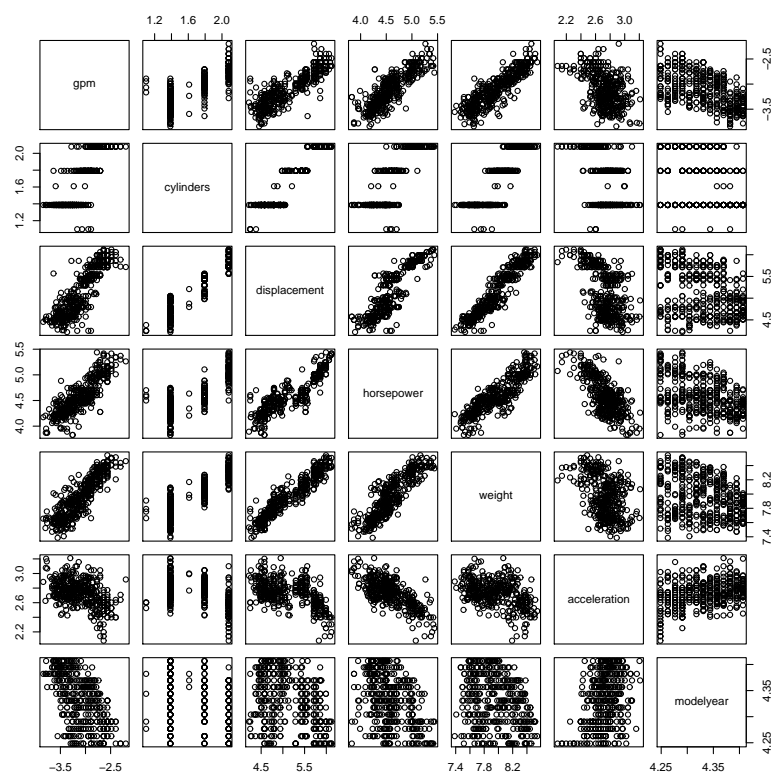 1.2 1.6 2.0 4.0 4.5 5.0 5.5 2.2 2.6 3.0
gpm
−3.5 −2.5
1.2 1.6 2.0
cylinders
displacement
4.5 5.5
4.0 4.5 5.0 5.5
horsepower
weight
7.4 7.8 8.2
2.2 2.6 3.0
acceleration
modelyear
4.25 4.35
−3.5 −2.5 4.5 5.5 7.4 7.8 8.2 4.25 4.35